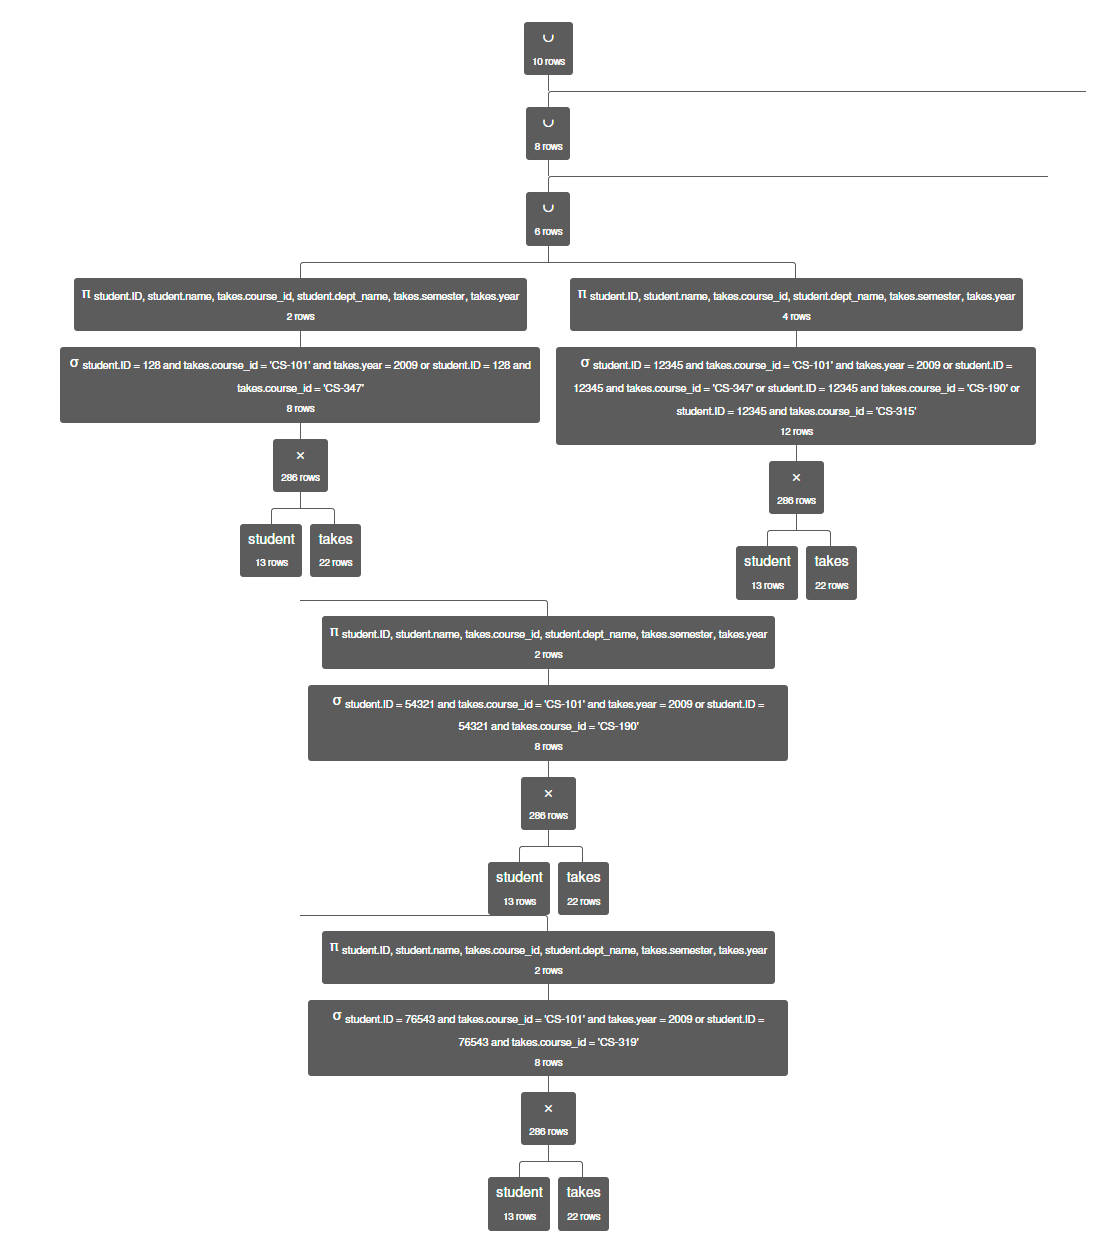 ∪
10 rows
∪
8 rows
∪
6 rows
π student.ID, student.name, takes.course_id, student.dept_name, takes.semester, takes.year
2 rows
σ student.ID = 128 and takes.course_id = 'CS-101' and takes.year = 2009 or student.ID = 128 and
takes.course_id = 'CS-347'
8 rows
×
286 rows
student
13 rows
takes
22 rows
π student.ID, student.name, takes.course_id, student.dept_name, takes.semester, takes.year
4 rows
σ student.ID = 12345 and takes.course_id = 'CS-101' and takes.year = 2009 or student.ID =
12345 and takes.course_id = 'CS-347' or student.ID = 12345 and takes.course_id = 'CS-190' or
student.ID = 12345 and takes.course_id = 'CS-315'
12 rows
×
286 rows
student
13 rows
takes
22 rows
π student.ID, student.name, takes.course_id, student.dept_name, takes.semester, takes.year
2 rows
σ student.ID = 54321 and takes.course_id = 'CS-101' and takes.year = 2009 or student.ID =
54321 and takes.course_id = 'CS-190'
8 rows
×
286 rows
student
13 rows
takes
22 rows
π student.ID, student.name, takes.course_id, student.dept_name, takes.semester, takes.year
2 rows
σ student.ID = 76543 and takes.course_id = 'CS-101' and takes.year = 2009 or student.ID =
76543 and takes.course_id = 'CS-319'
8 rows
×
286 rows
student
13 rows
takes
22 rows